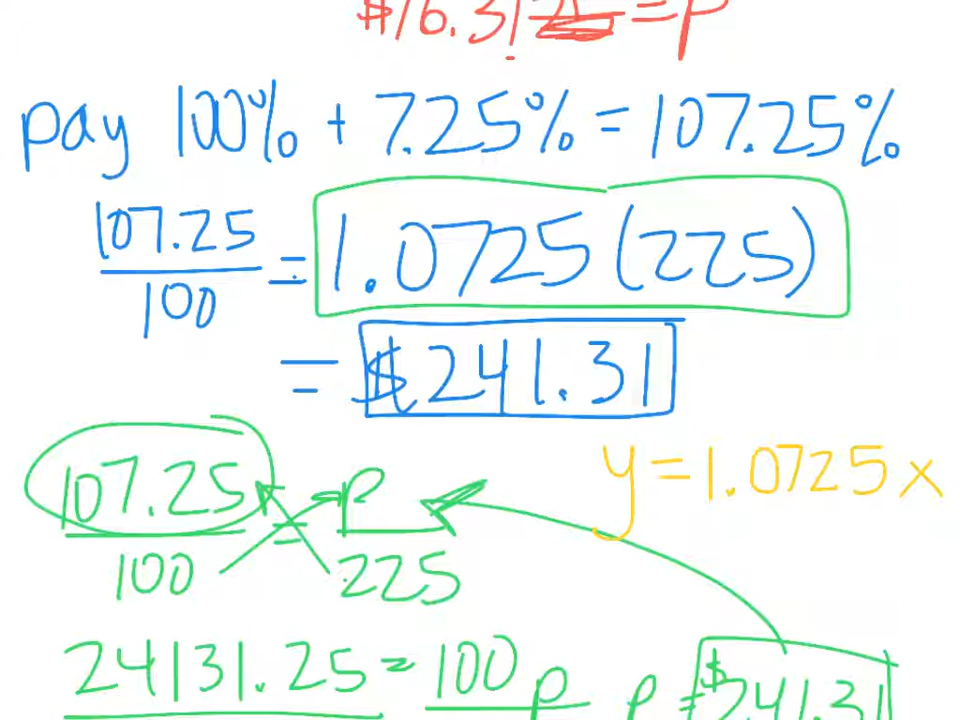 $16.31 = p
pay 100% + 7.25% = 107.25%
107.25
100
= 1.0725(225)
= $241.31
y = 1.0725x
107.25 = p
100 225
24131.25 = 100p p = $241.31